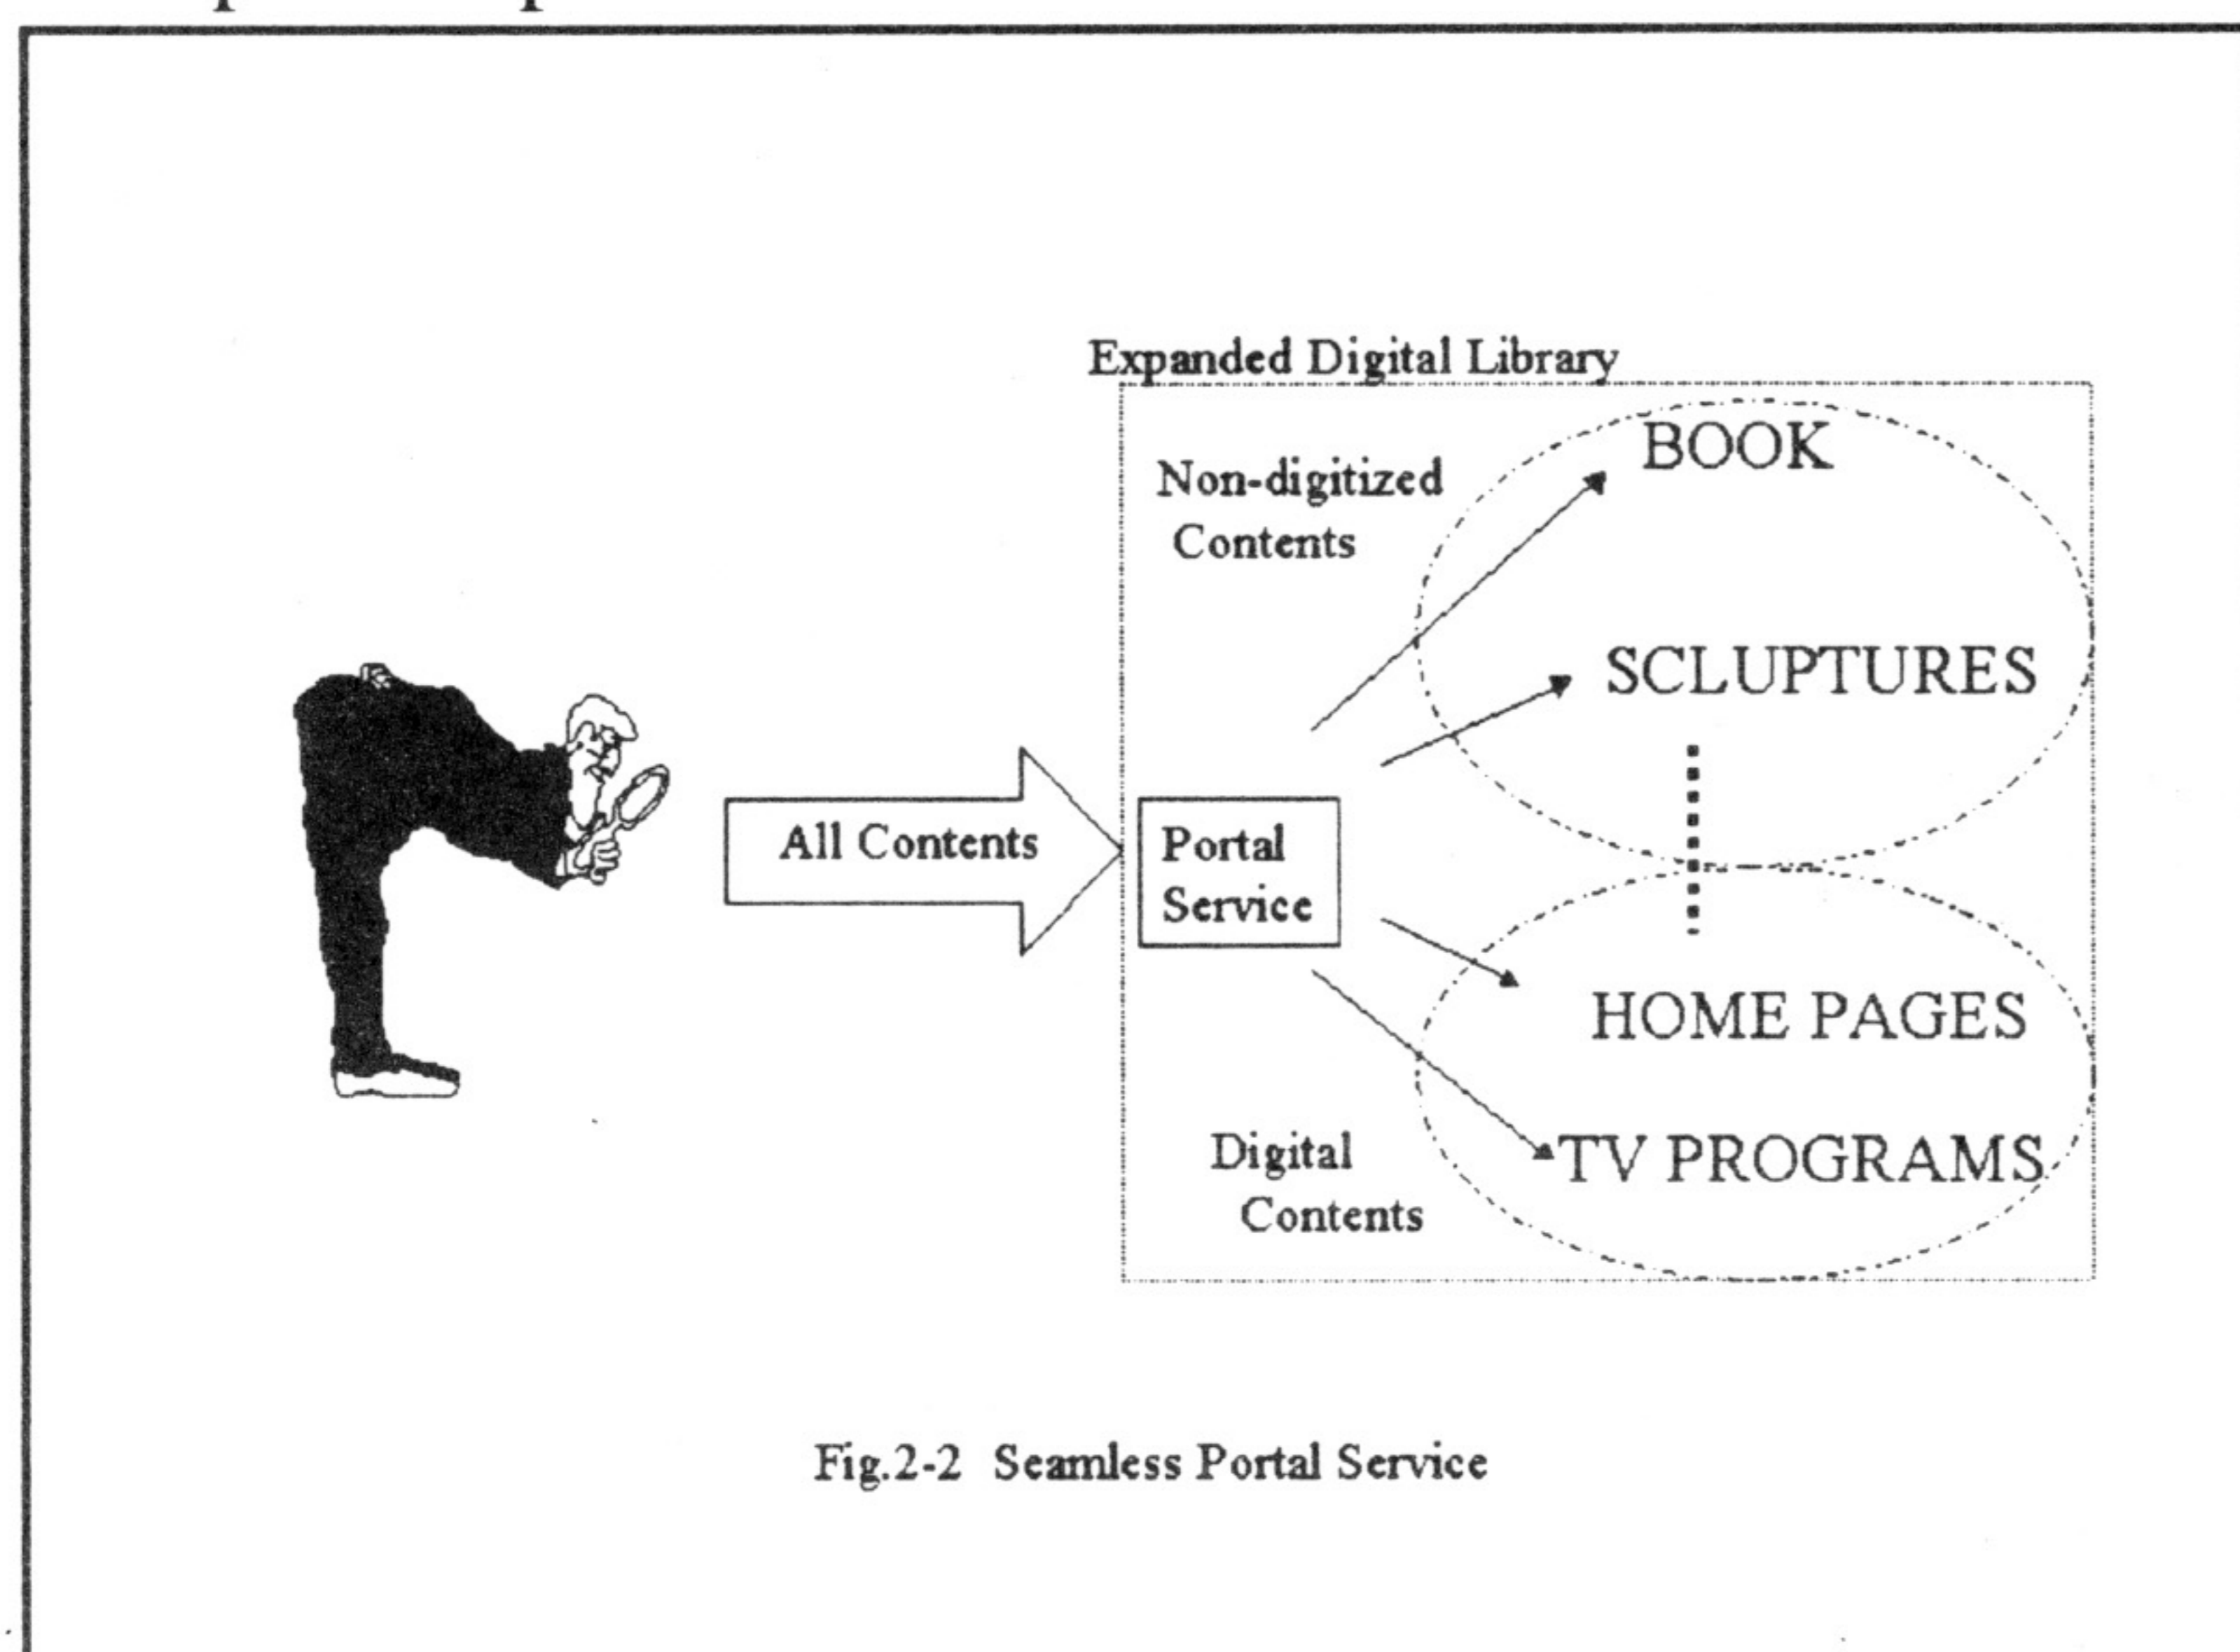 Expanded Digital Library
BOOK
Non-digitized
Contents
SCLUPTURES
All Contents
Portal
Service
HOME PAGES
Digital
Contents
TV PROGRAMS
Fig.2-2 Seamless Portal Service